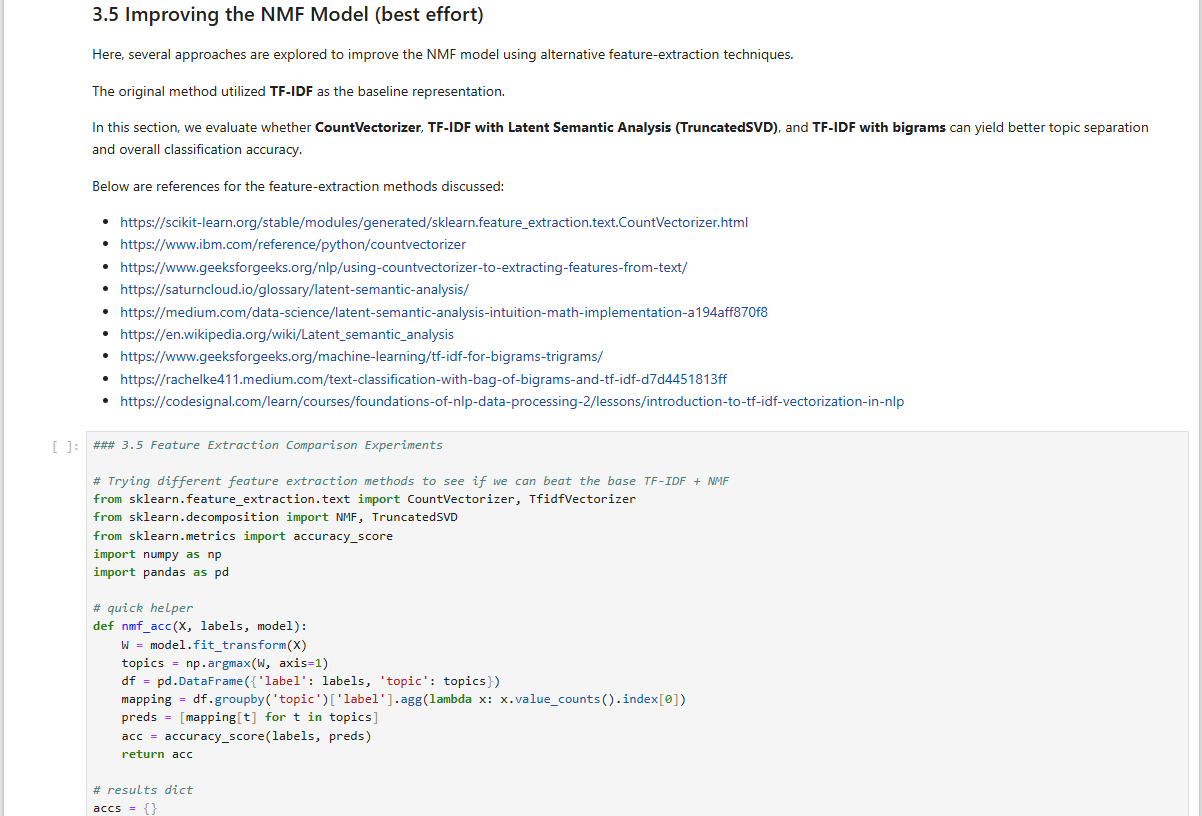 3.5 Improving the NMF Model (best effort)
Here, several approaches are explored to improve the NMF model using alternative feature-extraction techniques.
The original method utilized TF-IDF as the baseline representation.
In this section, we evaluate whether CountVectorizer, TF-IDF with Latent Semantic Analysis (TruncatedSVD), and TF-IDF with bigrams can yield better topic separation
and overall classification accuracy.
Below are references for the feature-extraction methods discussed:
• https://scikit-learn.org/stable/modules/generated/sklearn.feature_extraction.text.CountVectorizer.html
• https://www.ibm.com/reference/python/countvectorizer
• https://www.geeksforgeeks.org/nlp/using-countvectorizer-to-extracting-features-from-text/
• https://saturncloud.io/glossary/latent-semantic-analysis/
• https://medium.com/data-science/latent-semantic-analysis-intuition-math-implementation-a194aff870f8
• https://en.wikipedia.org/wiki/Latent_semantic_analysis
• https://www.geeksforgeeks.org/machine-learning/tf-idf-for-bigrams-trigrams/
• https://rachelke411.medium.com/text-classification-with-bag-of-bigrams-and-tf-idf-d7d4451813ff
• https://codesignal.com/learn/courses/foundations-of-nlp-data-processing-2/lessons/introduction-to-tf-idf-vectorization-in-nlp
[ ]: ### 3.5 Feature Extraction Comparison Experiments
# Trying different feature extraction methods to see if we can beat the base TF-IDF + NMF
from sklearn.feature_extraction.text import CountVectorizer, TfidfVectorizer
from sklearn.decomposition import NMF, TruncatedSVD
from sklearn.metrics import accuracy_score
import numpy as np
import pandas as pd
# quick helper
def nmf_acc(X, labels, model):
    W = model.fit_transform(X)
    topics = np.argmax(W, axis=1)
    df = pd.DataFrame({'label': labels, 'topic': topics})
    mapping = df.groupby('topic')['label'].agg(lambda x: x.value_counts().index[0])
    preds = [mapping[t] for t in topics]
    acc = accuracy_score(labels, preds)
    return acc
# results dict
accs = {}